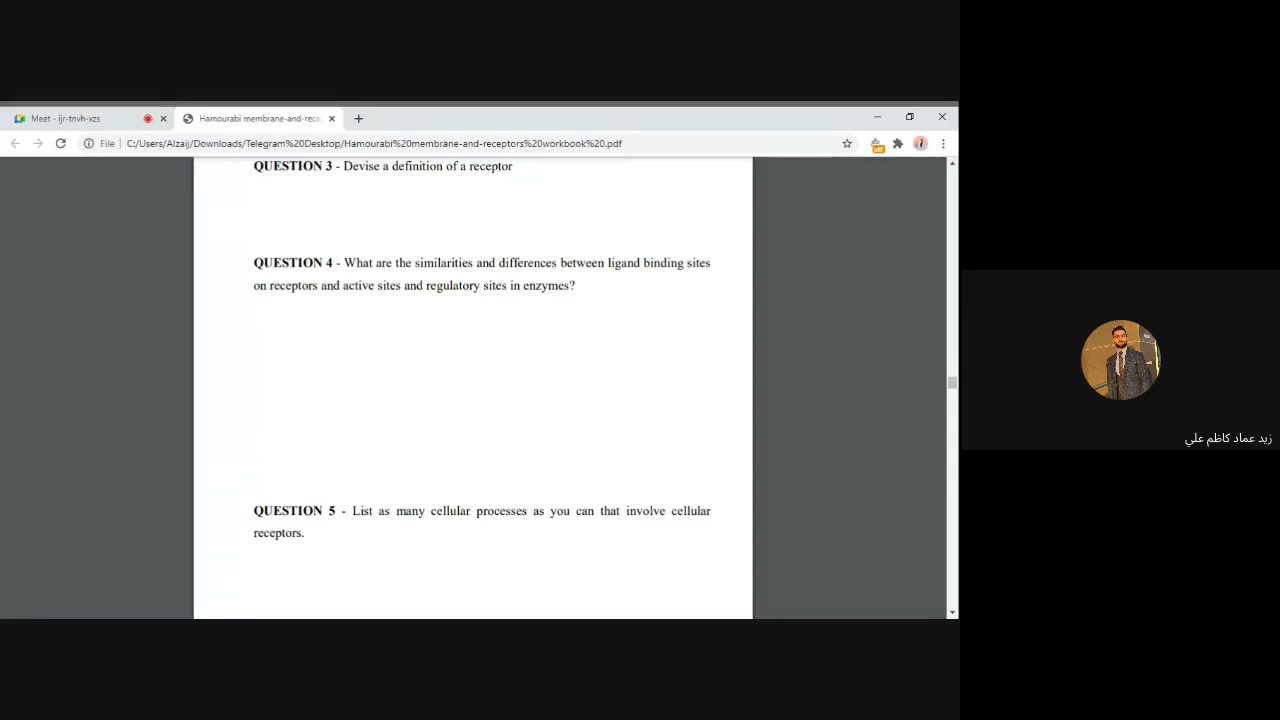 Meet - ijr-tnvh-xzs
Hamourabi membrane-and-rece
File
C:/Users/Alzaij/Downloads/Telegram%20Desktop/Hamourabi%20membrane-and-receptors%20workbook%20.pdf
off
QUESTION 3 - Devise a definition of a receptor
QUESTION 4 - What are the similarities and differences between ligand binding sites
on receptors and active sites and regulatory sites in enzymes?
QUESTION 5 - List as many cellular processes as you can that involve cellular
receptors.
زيد عماد كاظم علي